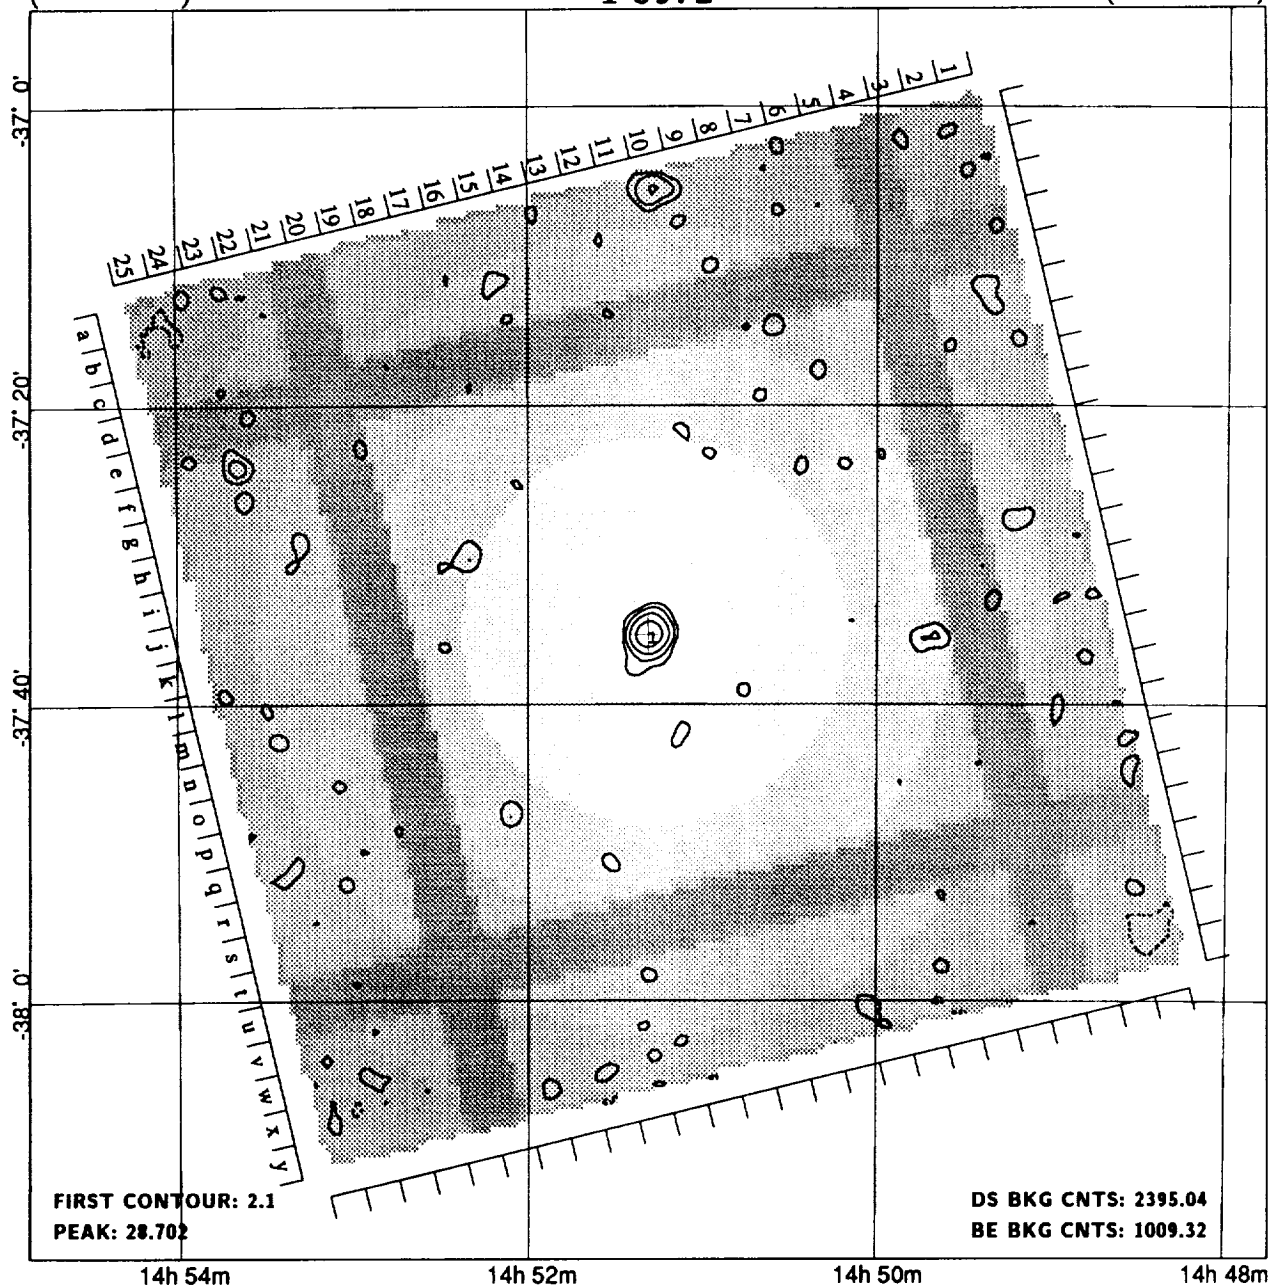 1 2 3 4 5 6 7 8 9 10 11 12 13 14 15 16 17 18 19 20 21 22 23 24 25
a b c d e f g h i j k l m n o p q r s t u v w x y
-37° 0'
-37° 20'
-37° 40'
-38° 0'
FIRST CONTOUR: 2.1
PEAK: 28.702
DS BKG CNTS: 2395.04
BE BKG CNTS: 1009.32
14h 54m
14h 52m
14h 50m
14h 48m